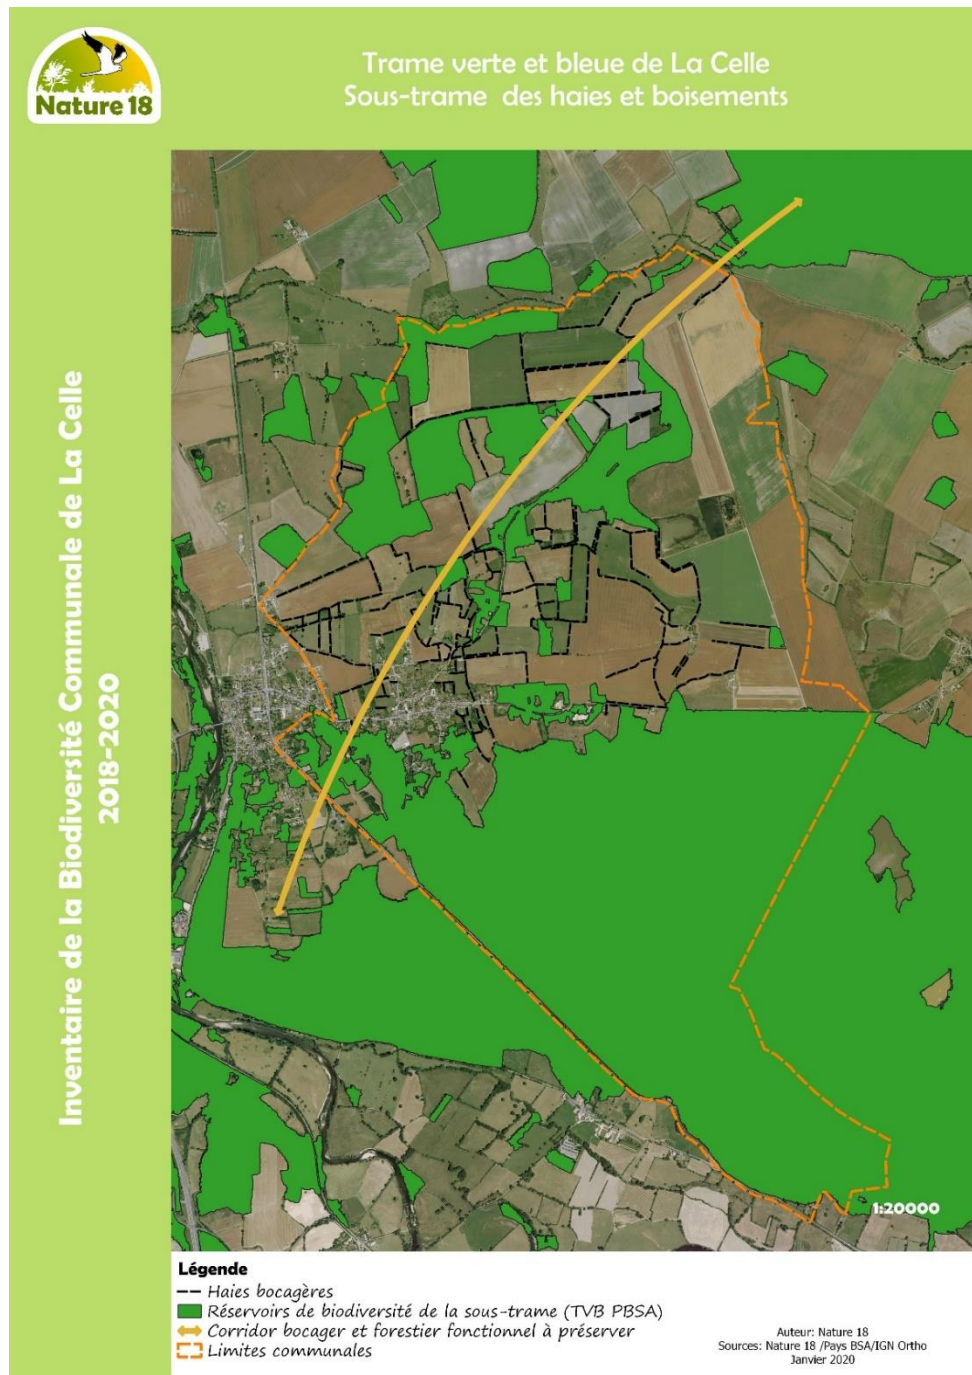 Nature 18
Trame verte et bleue de La Celle
Sous-trame des haies et boisements
Inventaire de la Biodiversité Communale de La Celle
2018-2020
1:20000
Légende
Haies bocagères
Réservoirs de biodiversité de la sous-trame (TVB PBSA)
Corridor bocager et forestier fonctionnel à préserver
Limites communales
Auteur: Nature 18
Sources: Nature 18 /Pays BSA/IGN Ortho
Janvier 2020